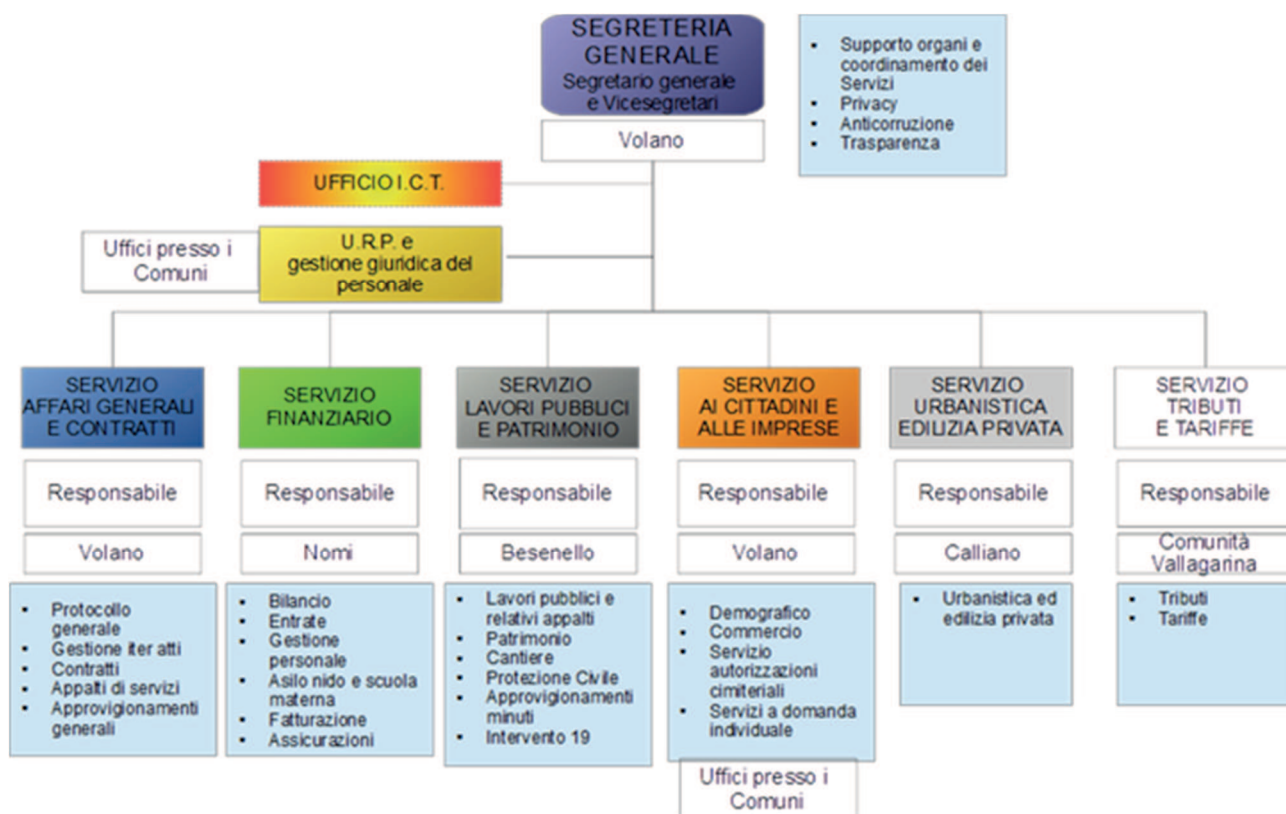 SEGRETERIA
GENERALE
Segretario generale
e Vicesegretari
Volano
▪ Supporto organi e
coordinamento dei
Servizi
▪ Privacy
▪ Anticorruzione
▪ Trasparenza
UFFICIO I.C.T.
Uffici presso i
Comuni
U.R.P. e
gestione giuridica del
personale
SERVIZIO
AFFARI GENERALI
E CONTRATTI
Responsabile
Volano
▪ Protocollo
generale
▪ Gestione iter atti
▪ Contratti
▪ Appalti di servizi
▪ Approvigionamenti
generali
SERVIZIO
FINANZIARIO
Responsabile
Nomi
▪ Bilancio
▪ Entrate
▪ Gestione
personale
▪ Asilo nido e scuola
materna
▪ Fatturazione
▪ Assicurazioni
SERVIZIO
LAVORI PUBBLICI
E PATRIMONIO
Responsabile
Besenello
▪ Lavori pubblici e
relativi appalti
▪ Patrimonio
▪ Cantiere
▪ Protezione Civile
▪ Approvigionamenti
minuti
▪ Intervento 19
SERVIZIO
AI CITTADINI E
ALLE IMPRESE
Responsabile
Volano
▪ Demografico
▪ Commercio
▪ Servizio
autorizzazioni
cimiteriali
▪ Servizi a domanda
individuale
Uffici presso i
Comuni
SERVIZIO
URBANISTICA
EDILIZIA PRIVATA
Responsabile
Calliano
▪ Urbanistica ed
edilizia privata
SERVIZIO
TRIBUTI
E TARIFFE
Responsabile
Comunità
Vallagarina
▪ Tributi
▪ Tariffe